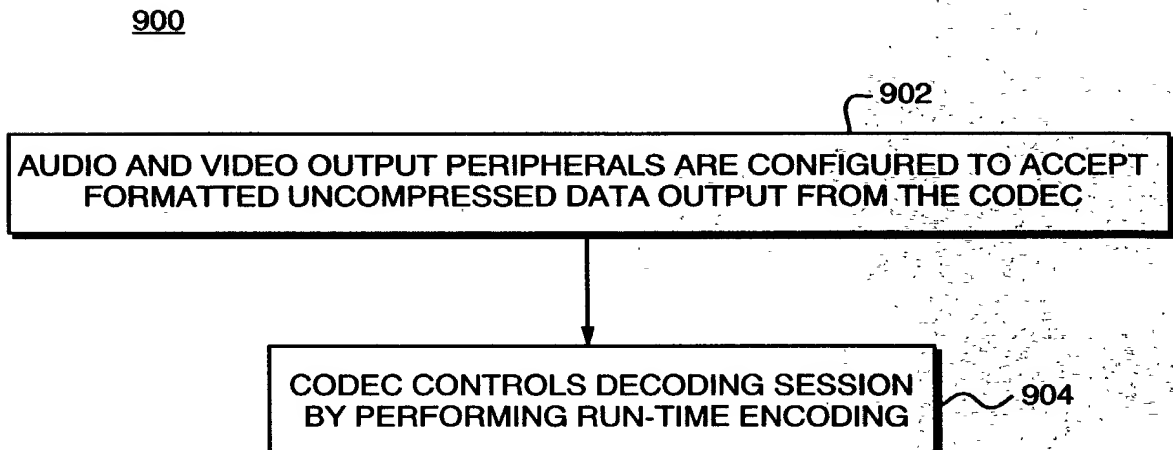 900
902
AUDIO AND VIDEO OUTPUT PERIPHERALS ARE CONFIGURED TO ACCEPT
FORMATTED UNCOMPRESSED DATA OUTPUT FROM THE CODEC
CODEC CONTROLS DECODING SESSION
BY PERFORMING RUN-TIME ENCODING
904